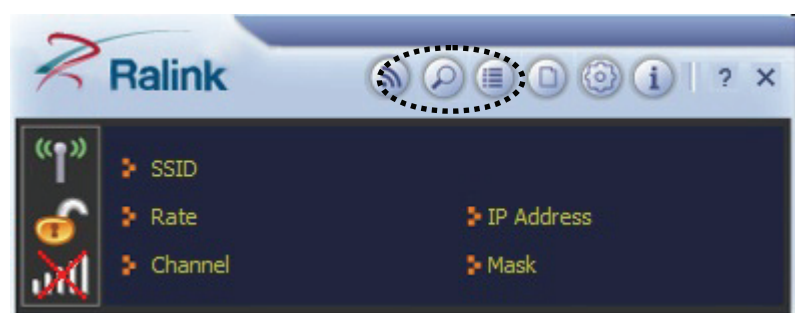 Ralink
i ? ×
SSID
Rate IP Address
Channel Mask